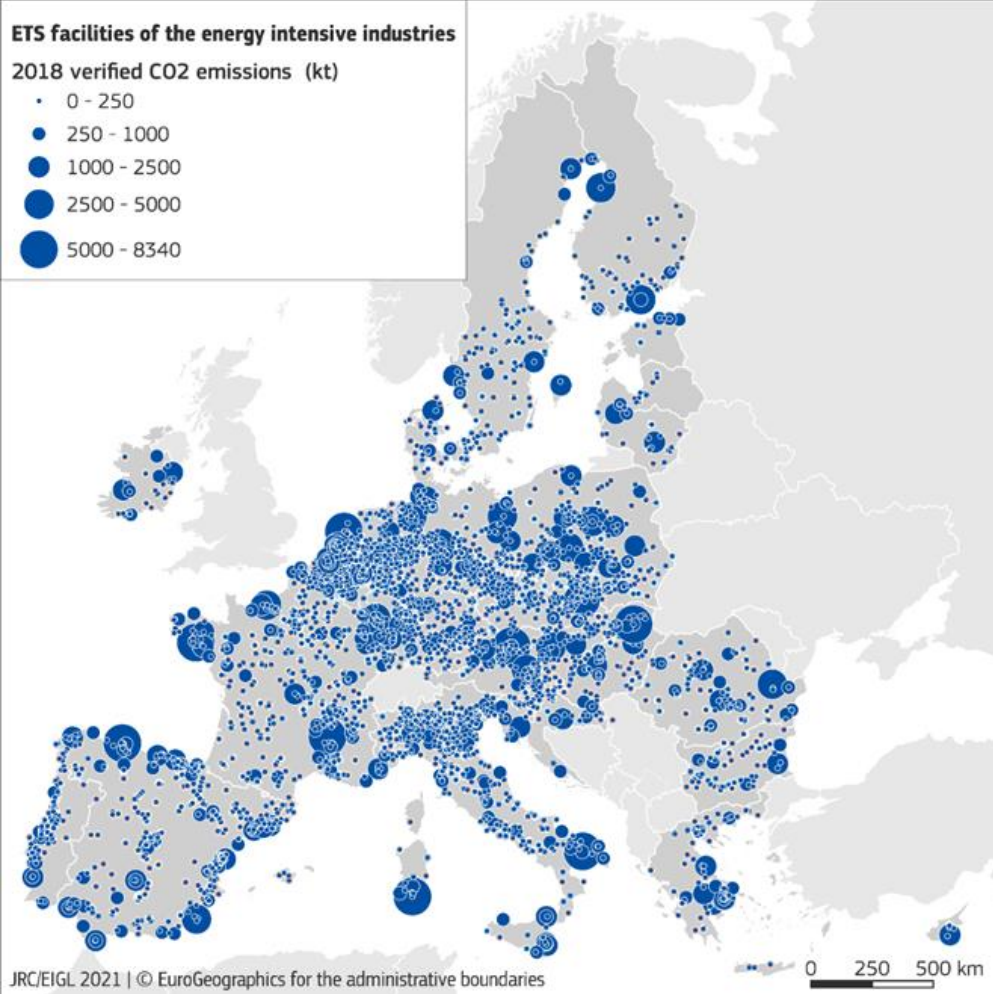 ETS facilities of the energy intensive industries
2018 verified CO2 emissions (kt)
0 - 250
250 - 1000
1000 - 2500
2500 - 5000
5000 - 8340
JRC/EIGL 2021 | © EuroGeographics for the administrative boundaries
0 250 500 km